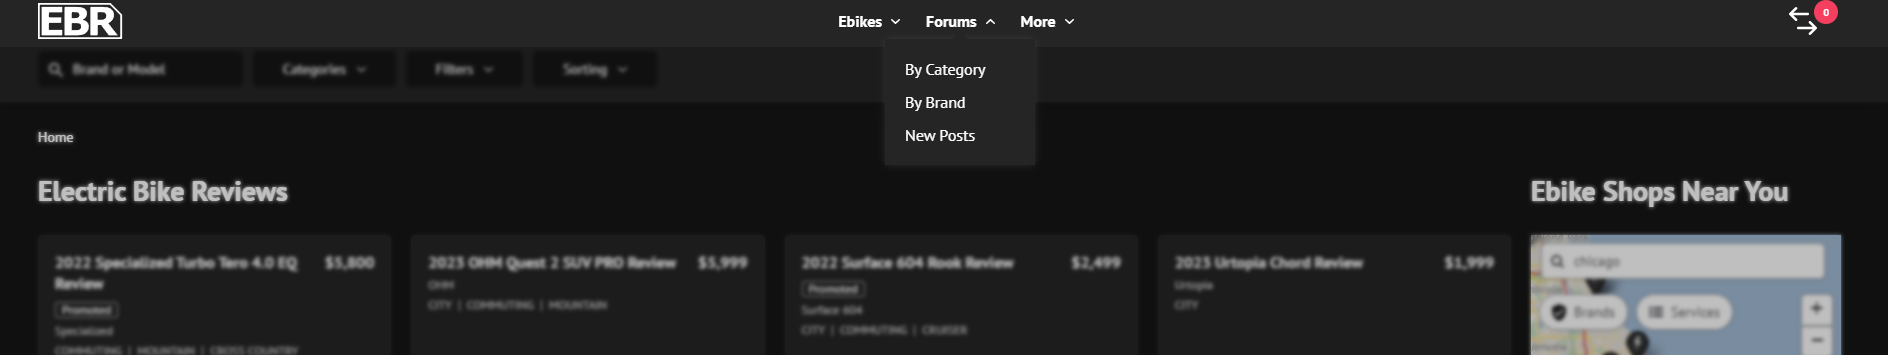 EBR
Ebikes Forums More
0
By Category
By Brand
New Posts
Brand or Model Categories Filters Sorting
Home
Electric Bike Reviews
2022 Specialized Turbo Tero 4.0 EQ Review $5,800
Promoted
Specialized
COMMUTING | MOUNTAIN | CROSS COUNTRY
2023 OHM Quest 2 SUV PRO Review $5,999
OHM
CITY | COMMUTING | MOUNTAIN
2022 Surface 604 Rook Review $2,499
Promoted
Surface 604
CITY | COMMUTING | CRUISER
2023 Urtopia Chord Review $1,999
Urtopia
CITY
Ebike Shops Near You
chicago
Brands Services
+
−